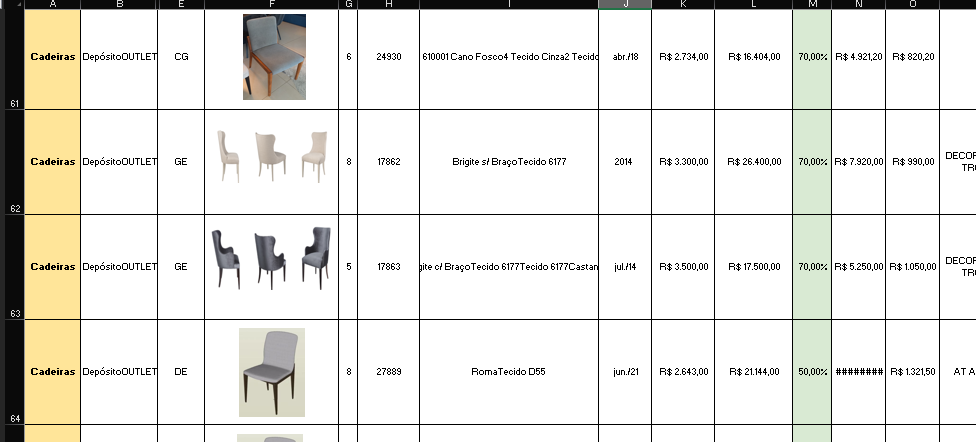 A B E F G H I J K L M N O
Cadeiras DepósitoOUTLET CG 6 24930 610001 Cano Fosco4 Tecido Cinza2 Tecido abr./18 R$ 2.734,00 R$ 16.404,00 70,00% R$ 4.921,20 R$ 820,20
61
Cadeiras DepósitoOUTLET GE 8 17862 Brigite s/ BraçoTecido 6177 2014 R$ 3.300,00 R$ 26.400,00 70,00% R$ 7.920,00 R$ 990,00 DECOR
TRO
62
Cadeiras DepósitoOUTLET GE 5 17863 gite c/ BraçoTecido 6177Tecido 6177Castan jul./14 R$ 3.500,00 R$ 17.500,00 70,00% R$ 5.250,00 R$ 1.050,00 DECOR
TRO
63
Cadeiras DepósitoOUTLET DE 8 27889 RomaTecido D55 jun./21 R$ 2.643,00 R$ 21.144,00 50,00% ######## R$ 1.321,50 AT A
64